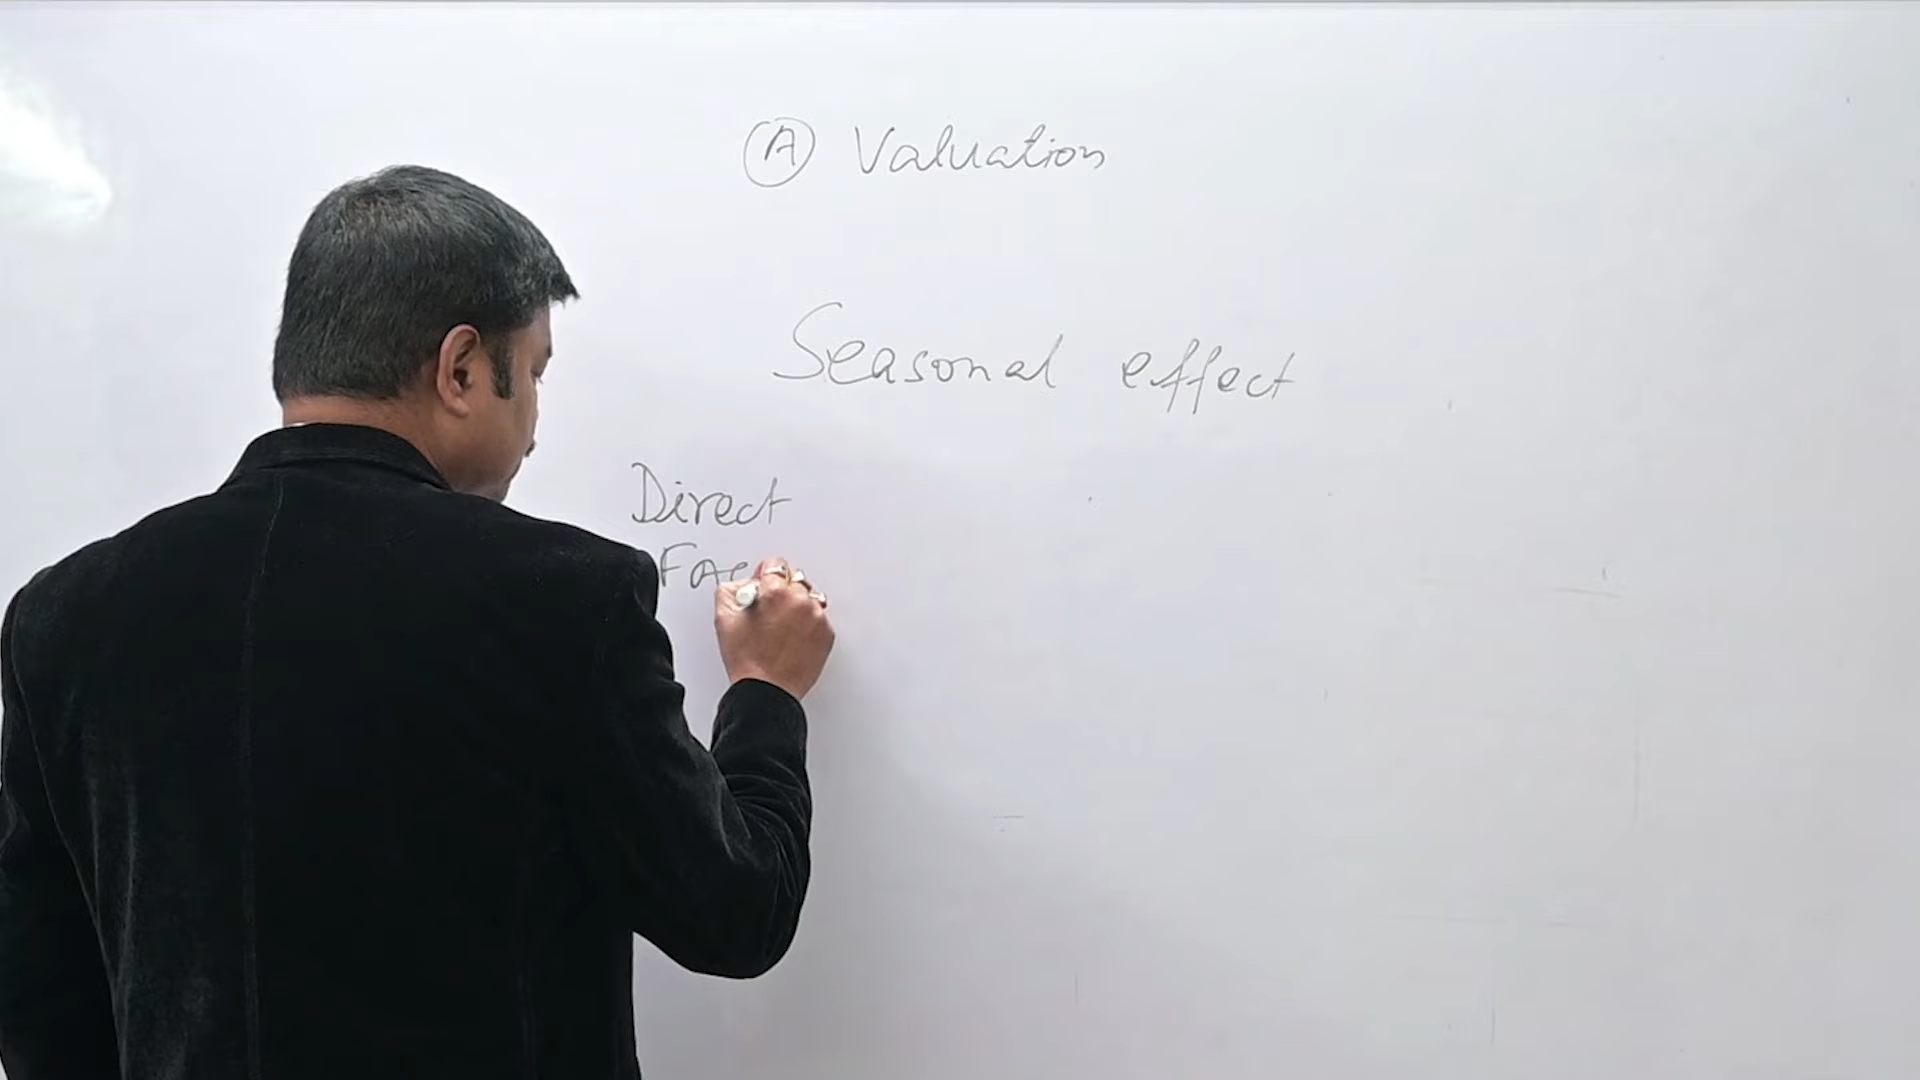 Ⓐ Valuation
Seasonal effect
Direct